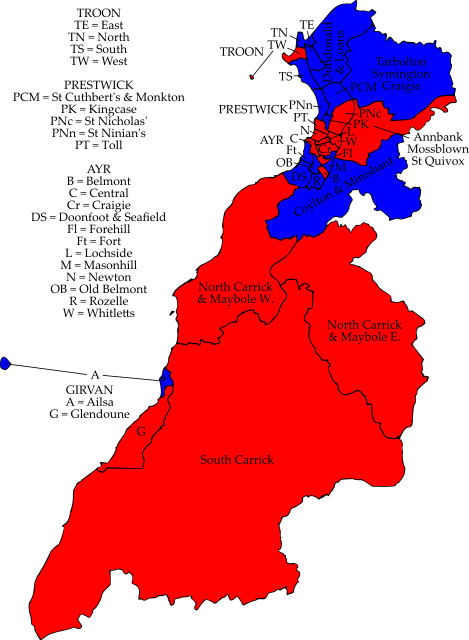 TROON
TE = East
TN = North
TS = South
TW = West
PRESTWICK
PCM = St Cuthbert's & Monkton
PK = Kingcase
PNc = St Nicholas'
PNn = St Ninian's
PT = Toll
AYR
B = Belmont
C = Central
Cr = Craigie
DS = Doonfoot & Seafield
Fl = Forehill
Ft = Fort
L = Lochside
M = Masonhill
N = Newton
OB = Old Belmont
R = Rozelle
W = Whitletts
A
GIRVAN
A = Ailsa
G = Glendoune
TE
TN
TW
TROON
TS
Dundonald
& Loans
Tarbolton
Symington
Craigie
PCM
PRESTWICK
PNn
PNc
PT
PK
N
L
AYR
C
W
Cr
Ft
Fl
Annbank
Mossblown
St Quivox
OB
M
DS
R
B
Coylton & Minishant
North Carrick
& Maybole W.
North Carrick
& Maybole E.
G
South Carrick